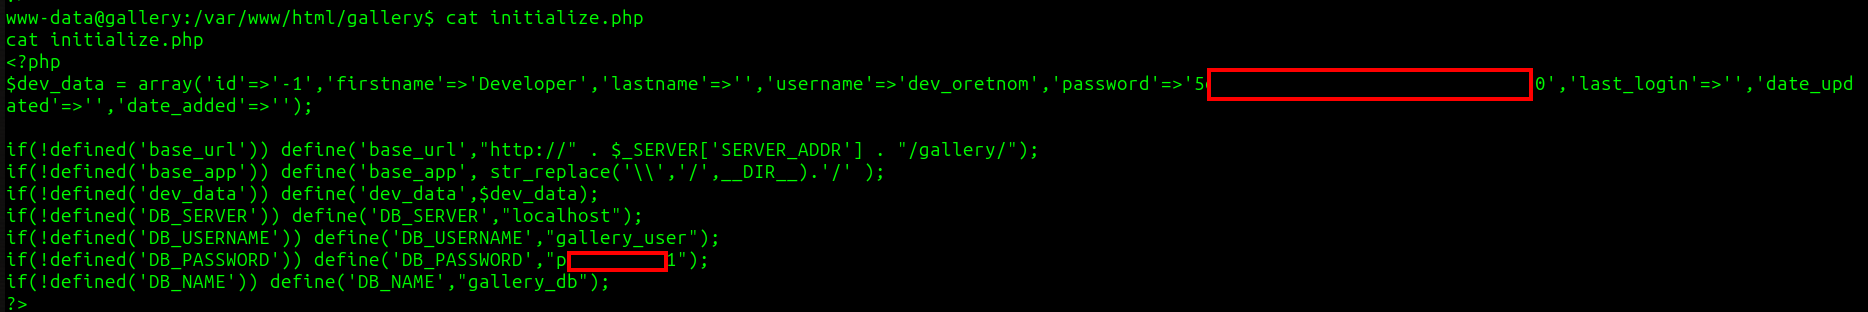 www-data@gallery:/var/www/html/gallery$ cat initialize.php
cat initialize.php
<?php
$dev_data = array('id'=>'-1','firstname'=>'Developer','lastname'=>'','username'=>'dev_oretnom','password'=>'5 0','last_login'=>'','date_upd
ated'=>'','date_added'=>'');
if(!defined('base_url')) define('base_url',"http://" . $_SERVER['SERVER_ADDR'] . "/gallery/");
if(!defined('base_app')) define('base_app', str_replace('\\','/',__DIR__).'/' );
if(!defined('dev_data')) define('dev_data',$dev_data);
if(!defined('DB_SERVER')) define('DB_SERVER',"localhost");
if(!defined('DB_USERNAME')) define('DB_USERNAME',"gallery_user");
if(!defined('DB_PASSWORD')) define('DB_PASSWORD',"p 1");
if(!defined('DB_NAME')) define('DB_NAME',"gallery_db");
?>